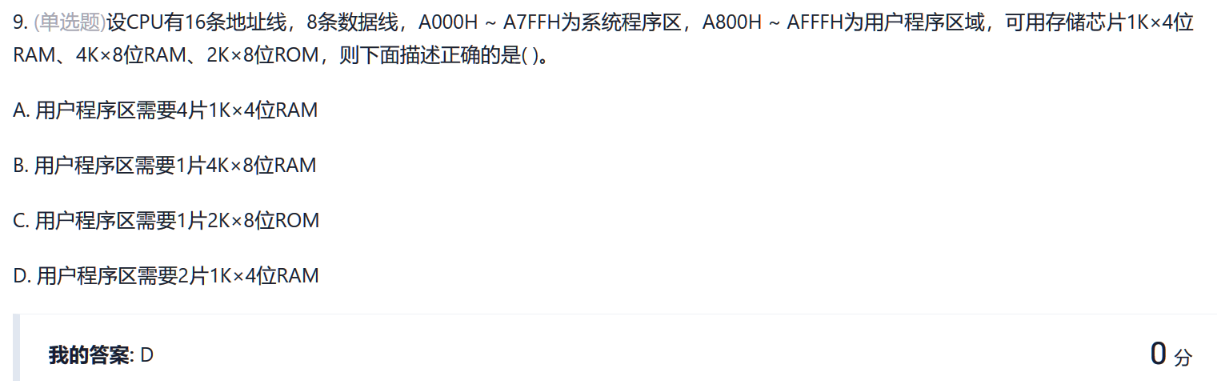 9. (单选题)设CPU有16条地址线，8条数据线，A000H ~ A7FFH为系统程序区，A800H ~ AFFFH为用户程序区域，可用存储芯片1K×4位
RAM、4K×8位RAM、2K×8位ROM，则下面描述正确的是( )。
A. 用户程序区需要4片1K×4位RAM
B. 用户程序区需要1片4K×8位RAM
C. 用户程序区需要1片2K×8位ROM
D. 用户程序区需要2片1K×4位RAM
我的答案: D
0 分